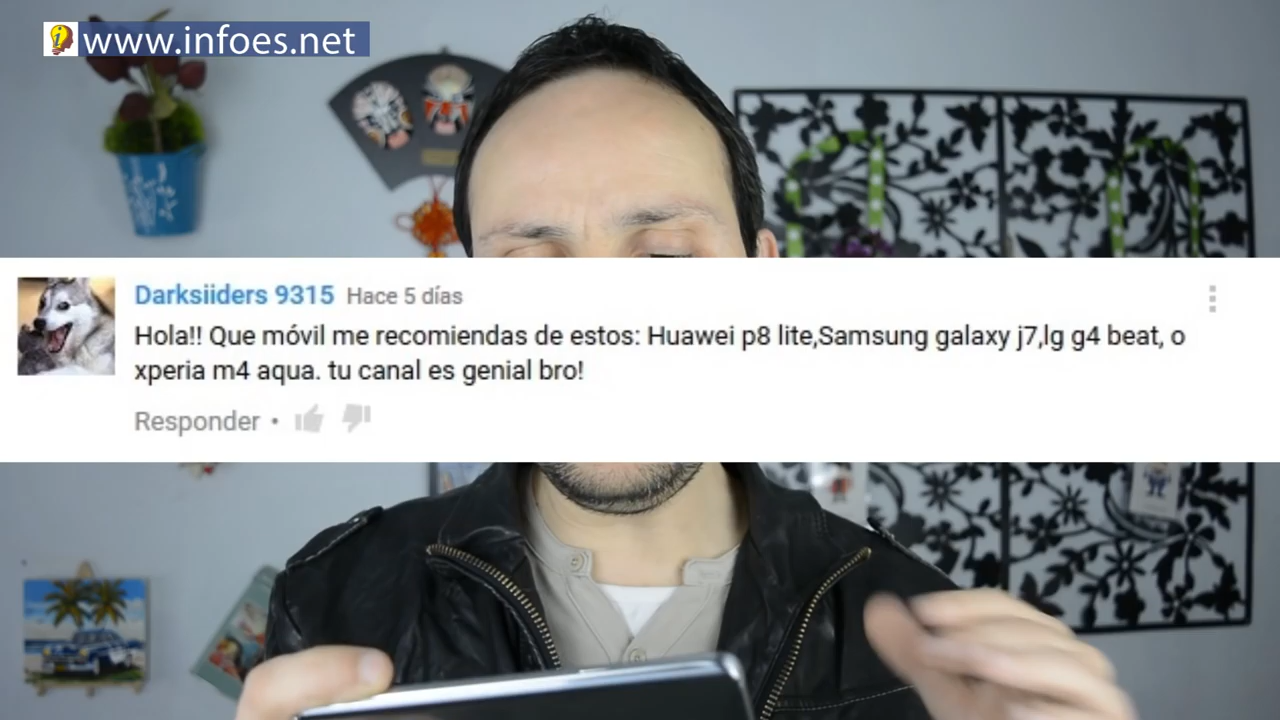 www.infoes.net
Darksiiders 9315 Hace 5 días
Hola!! Que móvil me recomiendas de estos: Huawei p8 lite,Samsung galaxy j7,lg g4 beat, o
xperia m4 aqua. tu canal es genial bro!
Responder •